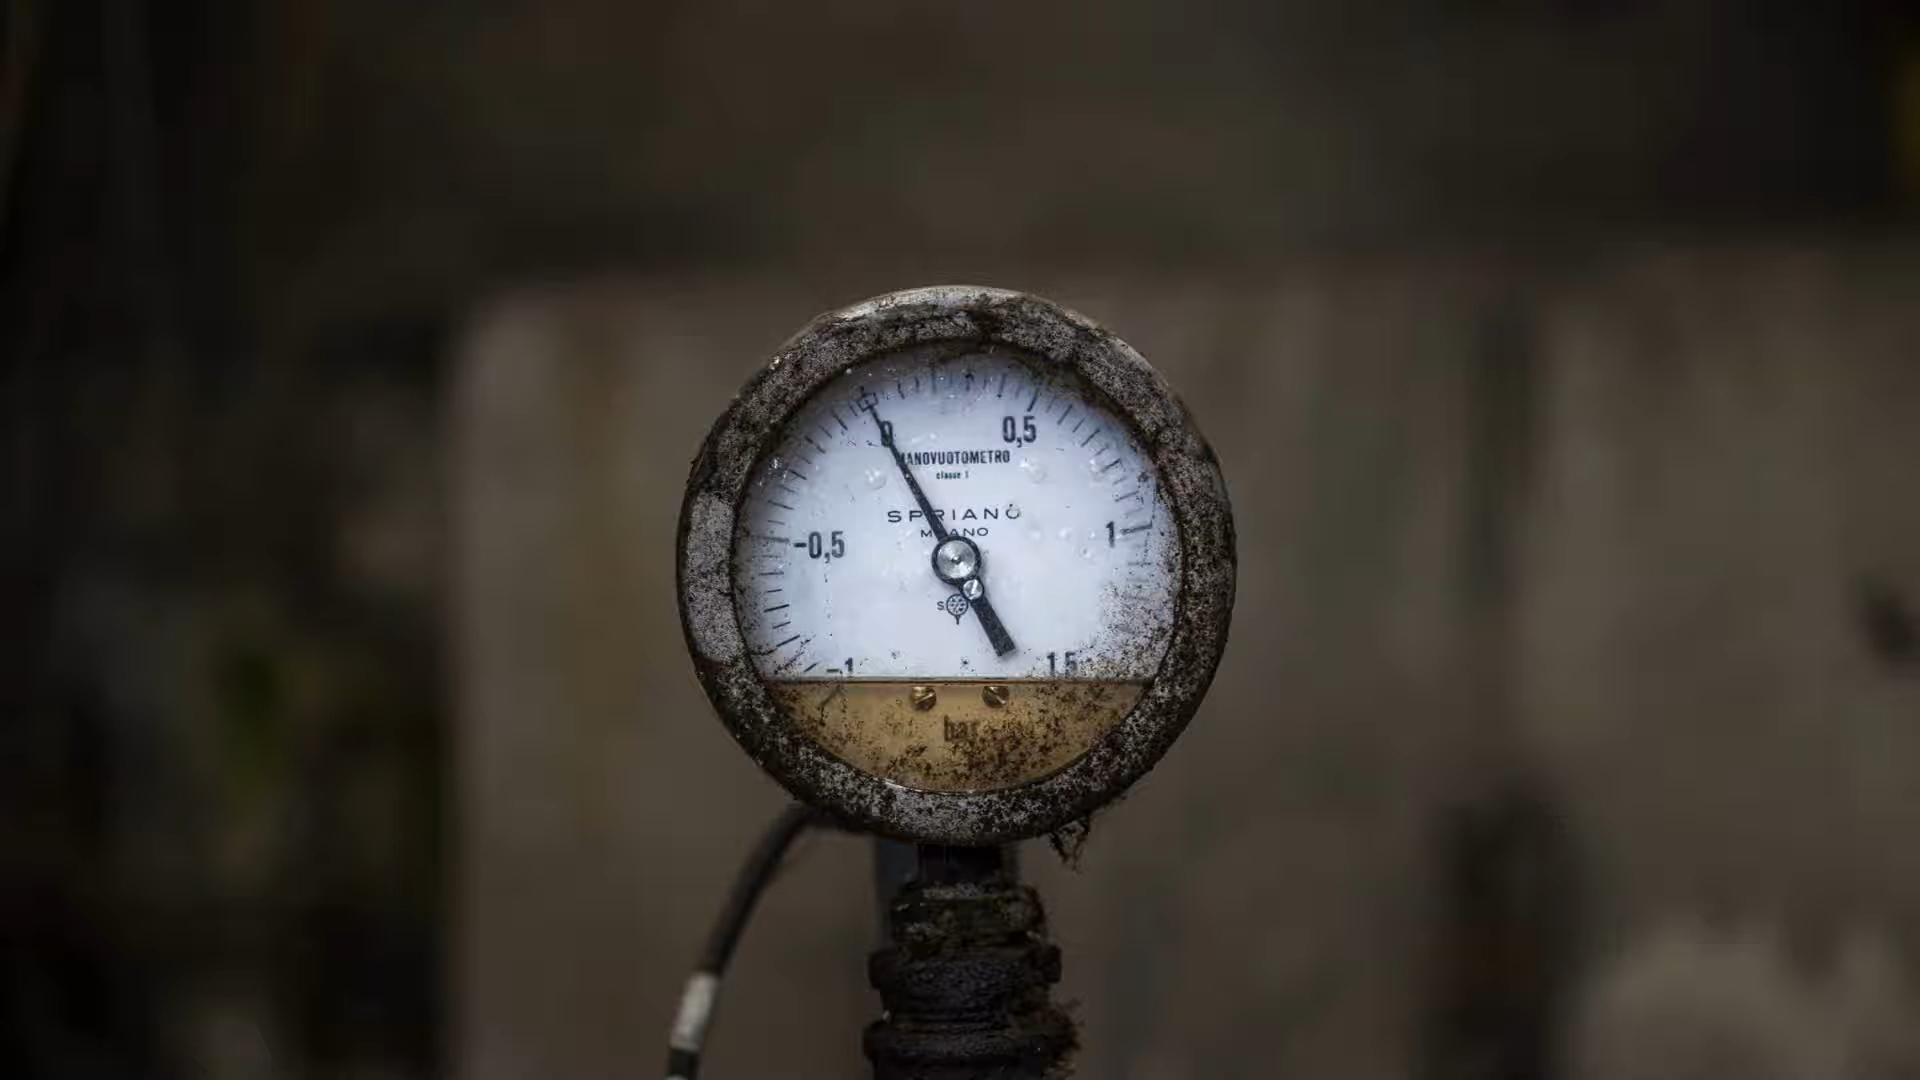 0 0,5
MANOVUOTOMETRO
classe 1
SPRIANO
MILANO
-0,5 1
S
-1 1,5
bar